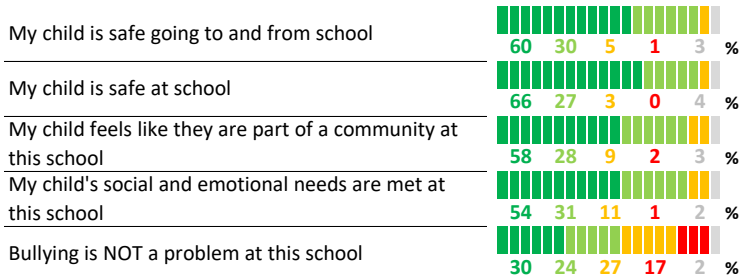 My child is safe going to and from school
60 30 5 1 3 %
My child is safe at school
66 27 3 0 4 %
My child feels like they are part of a community at
this school
58 28 9 2 3 %
My child's social and emotional needs are met at
this school
54 31 11 1 2 %
Bullying is NOT a problem at this school
30 24 27 17 2 %